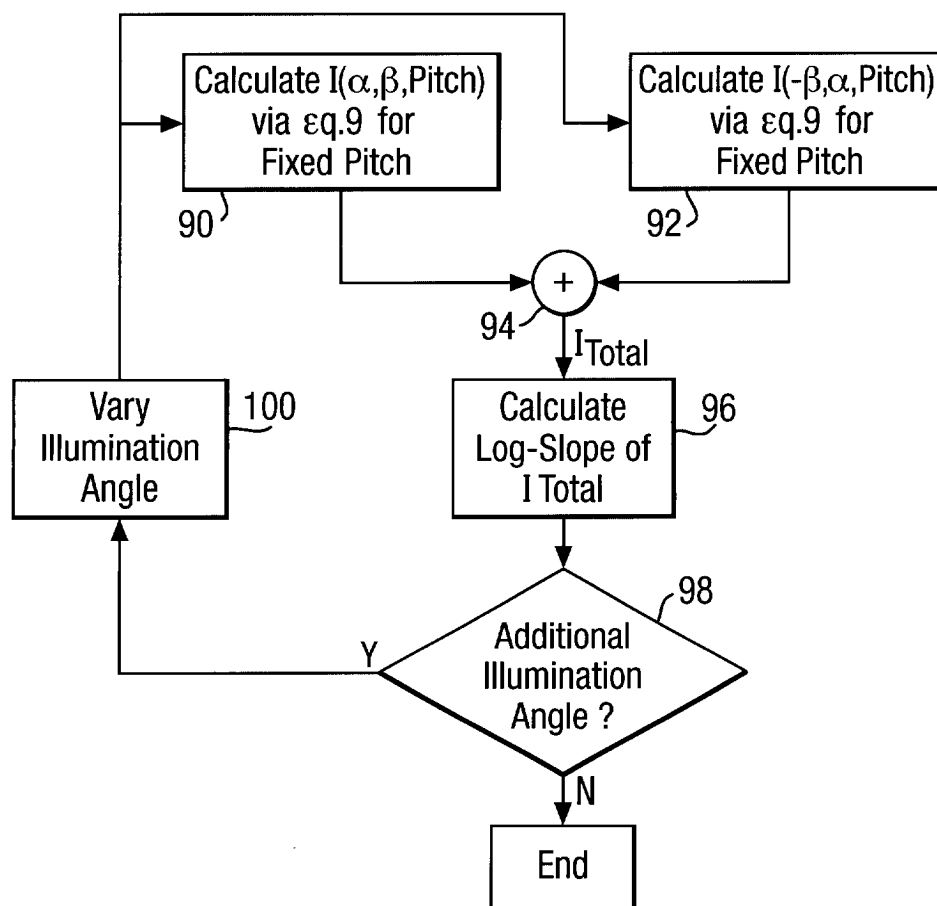 Calculate I(α,β,Pitch)
via εq.9 for
Fixed Pitch
90
Calculate I(-β,α,Pitch)
via εq.9 for
Fixed Pitch
92
+
94
I Total
Vary
Illumination
Angle
100
Calculate
Log-Slope of
I Total
96
Additional
Illumination
Angle ?
98
Y
N
End